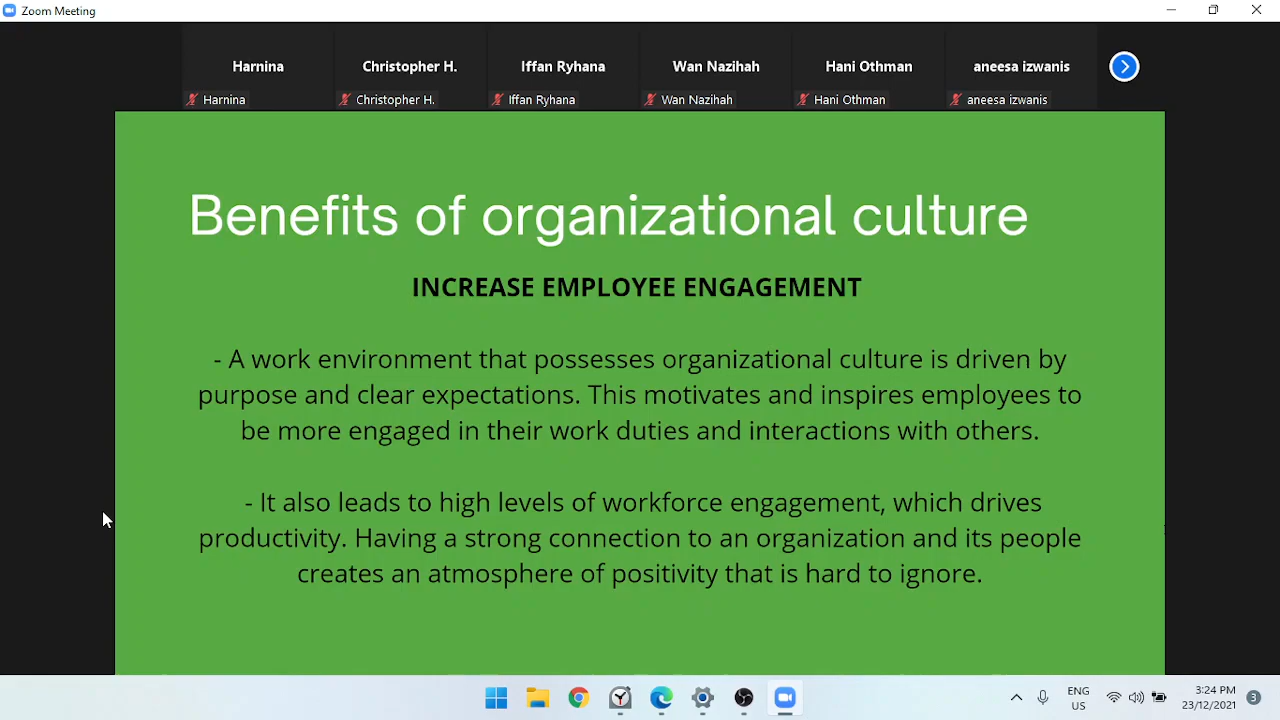 Zoom Meeting
Harnina
Christopher H.
Iffan Ryhana
Wan Nazihah
Hani Othman
aneesa izwanis
Harnina
Christopher H.
Iffan Ryhana
Wan Nazihah
Hani Othman
aneesa izwanis
Benefits of organizational culture
INCREASE EMPLOYEE ENGAGEMENT
- A work environment that possesses organizational culture is driven by
purpose and clear expectations. This motivates and inspires employees to
be more engaged in their work duties and interactions with others.
- It also leads to high levels of workforce engagement, which drives
productivity. Having a strong connection to an organization and its people
creates an atmosphere of positivity that is hard to ignore.
ENG
US
3:24 PM
23/12/2021
3